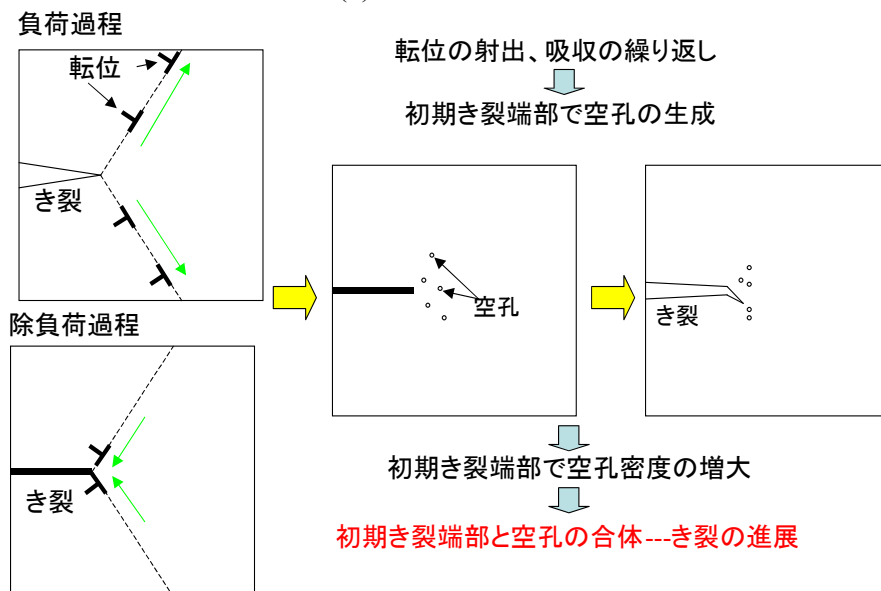 負荷過程
転位
き裂
除負荷過程
き裂
転位の射出、吸収の繰り返し
初期き裂端部で空孔の生成
空孔
き裂
初期き裂端部で空孔密度の増大
初期き裂端部と空孔の合体---き裂の進展